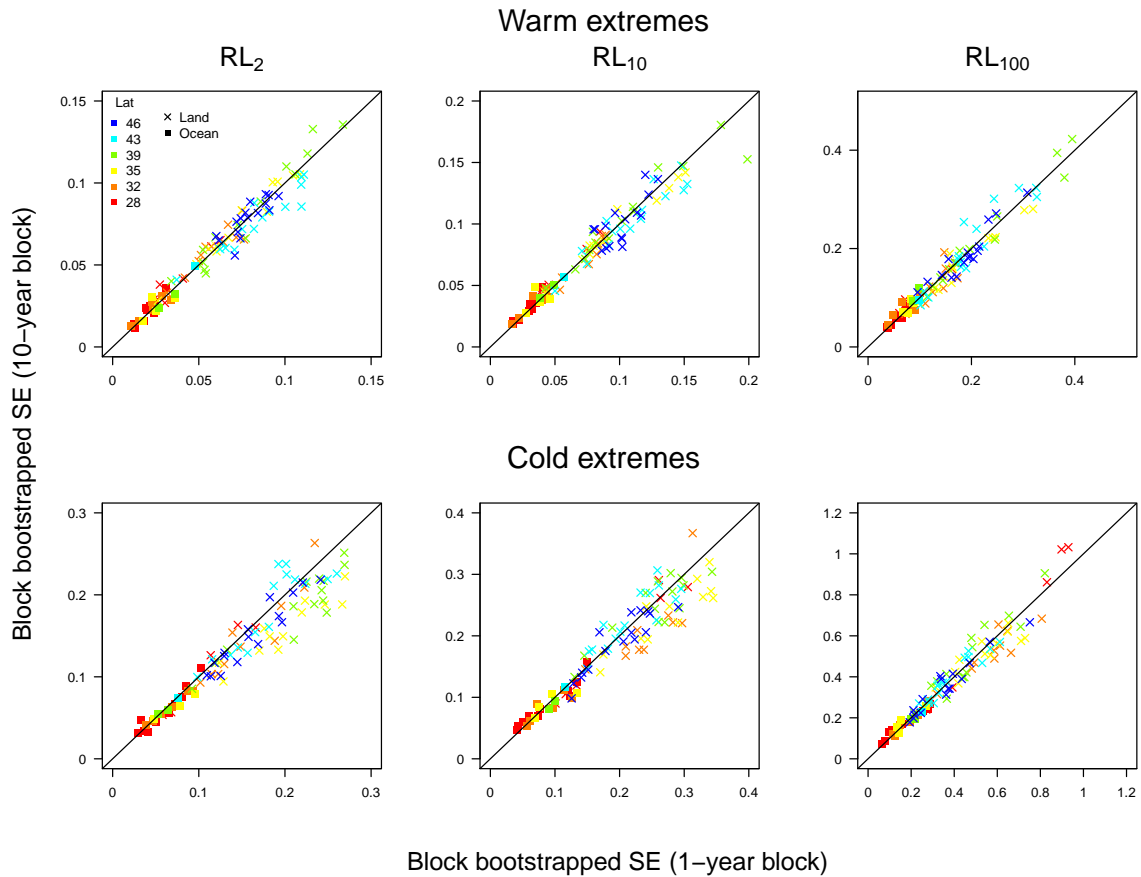 Warm extremes
RL2 RL10 RL100
Lat
46
43
39
35
32
28
Land
Ocean
0.15
0.1
0.05
0
0 0.05 0.1 0.15
0.2
0.15
0.1
0.05
0
0 0.05 0.1 0.15 0.2
0.4
0.2
0
0 0.2 0.4
Block bootstrapped SE (10−year block)
Cold extremes
0.3
0.2
0.1
0
0 0.1 0.2 0.3
0.4
0.3
0.2
0.1
0
0 0.1 0.2 0.3 0.4
1.2
1
0.8
0.6
0.4
0.2
0
0 0.2 0.4 0.6 0.8 1 1.2
Block bootstrapped SE (1−year block)